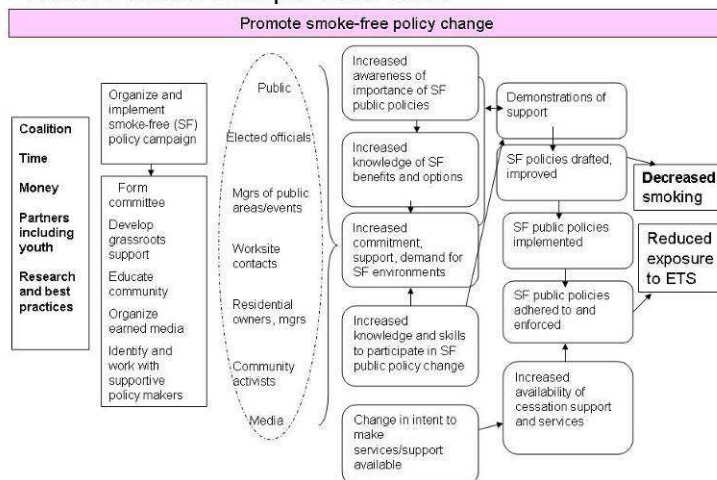 Promote smoke-free policy change
Coalition
Time
Money
Partners
including
youth
Research
and best
practices
Organize and
implement
smoke-free (SF)
policy campaign
Form
committee
Develop
grassroots
support
Educate
community
Organize
earned media
Identify and
work with
supportive
policy makers
Public
Elected officials
Mgrs of public
areas/events
Worksite
contacts
Residential
owners, mgrs
Community
activists
Media
Increased
awareness of
importance of SF
public policies
Increased
knowledge of SF
benefits and options
Increased
commitment,
support, demand for
SF environments
Increased
knowledge and skills
to participate in SF
public policy change
Change in intent to
make
services/support
available
Demonstrations of
support
SF policies drafted,
improved
SF public policies
implemented
SF public policies
adhered to and
enforced
Increased
availability of
cessation support
and services
Decreased
smoking
Reduced
exposure
to ETS